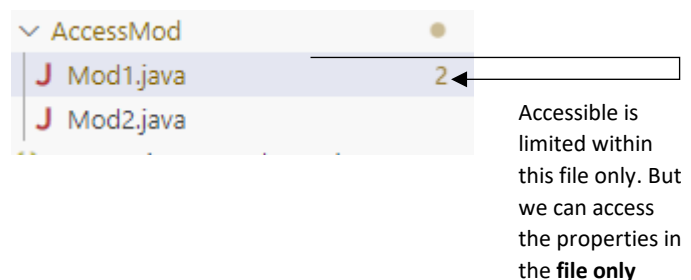 AccessMod
J Mod1.java 2
J Mod2.java
Accessible is
limited within
this file only. But
we can access
the properties in
the file only